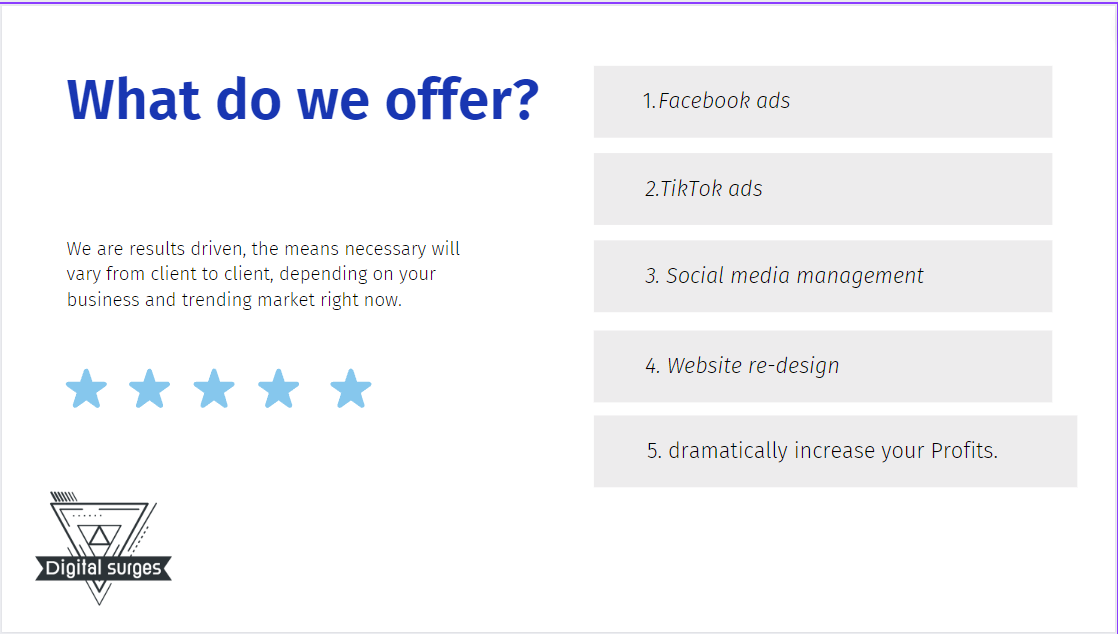 What do we offer?
We are results driven, the means necessary will
vary from client to client, depending on your
business and trending market right now.
Digital surges
1.Facebook ads
2.TikTok ads
3. Social media management
4. Website re-design
5. dramatically increase your Profits.